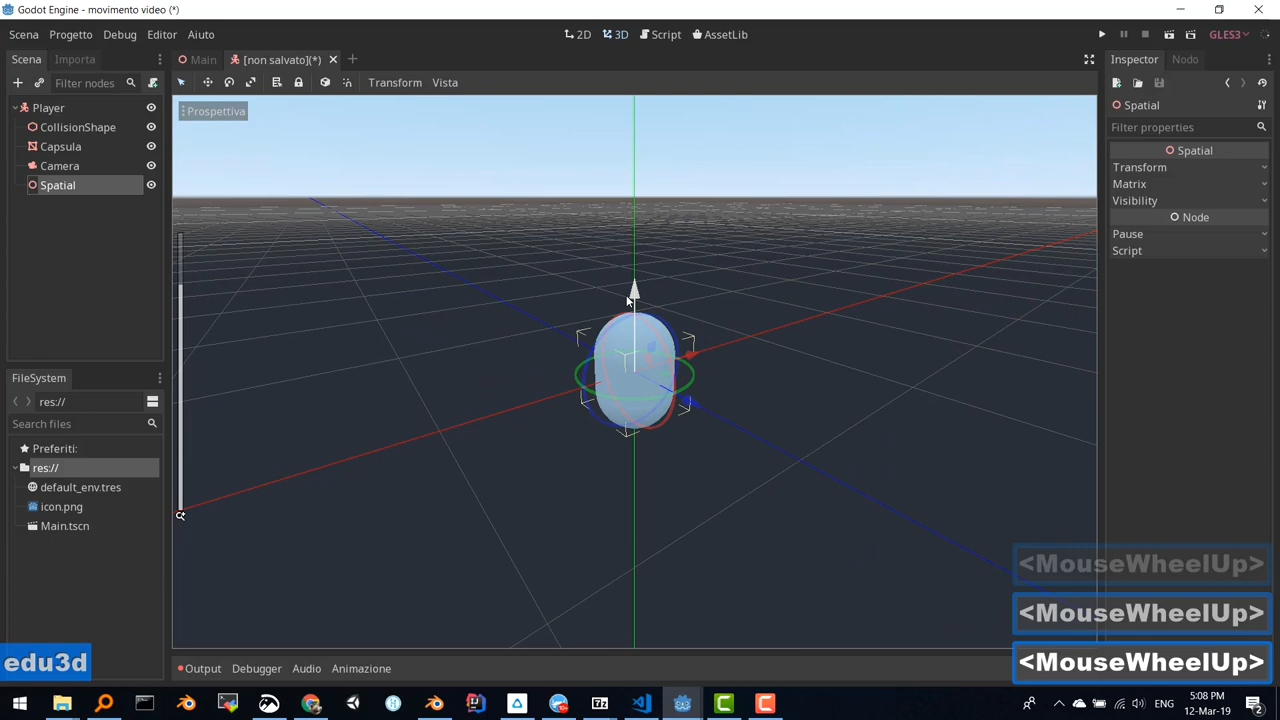 Godot Engine - movimento video (*)
Scena Progetto Debug Editor Aiuto
2D 3D Script AssetLib
GLES3
Scena Importa
Main [non salvato](*)
Inspector Nodo
Filter nodes
Transform Vista
Player
CollisionShape
Capsula
Camera
Spatial
Prospettiva
Spatial
Filter properties
Spatial
Transform
Matrix
Visibility
Node
Pause
Script
FileSystem
res://
Search files
Preferiti:
res://
default_env.tres
icon.png
Main.tscn
<MouseWheelUp>
<MouseWheelUp>
<MouseWheelUp>
edu3d
Output Debugger Audio Animazione
ENG
5:08 PM
12-Mar-19
2